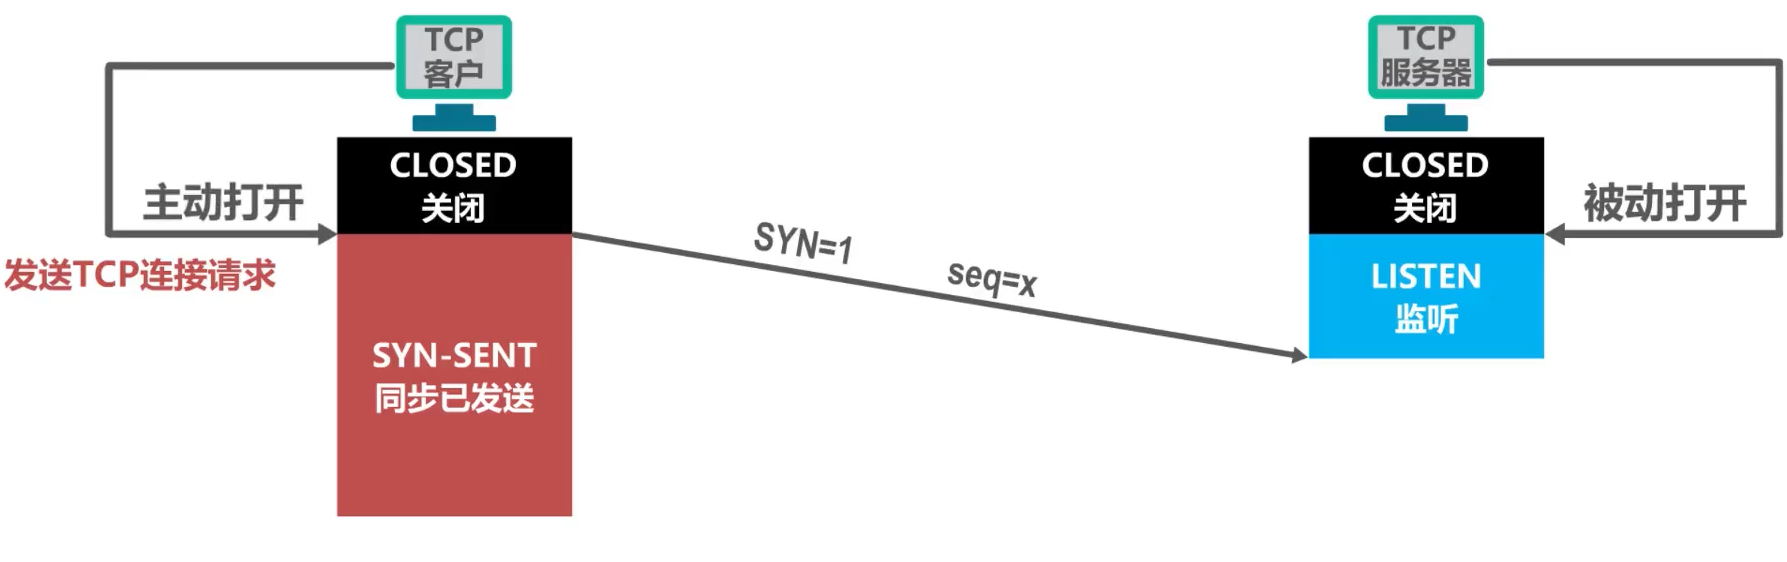 TCP
客户
TCP
服务器
CLOSED
关闭
CLOSED
关闭
主动打开
被动打开
发送TCP连接请求
SYN=1 seq=x
LISTEN
监听
SYN-SENT
同步已发送